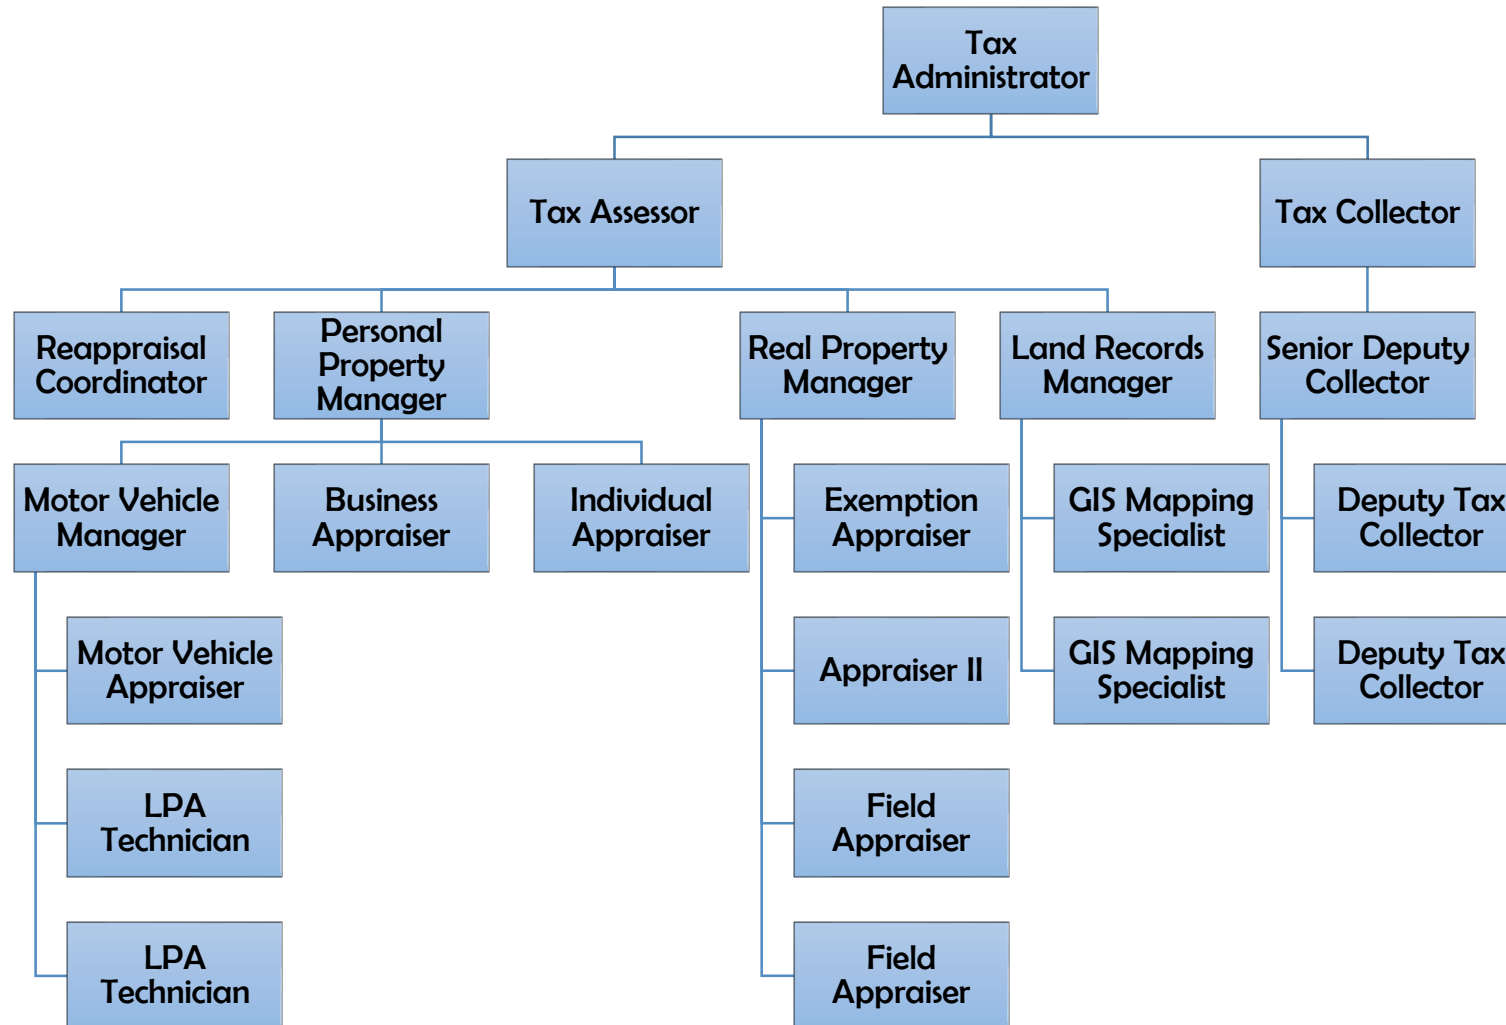 Tax
Administrator
Tax Assessor
Tax Collector
Reappraisal
Coordinator
Personal
Property
Manager
Real Property
Manager
Land Records
Manager
Senior Deputy
Collector
Motor Vehicle
Manager
Business
Appraiser
Individual
Appraiser
Exemption
Appraiser
GIS Mapping
Specialist
Deputy Tax
Collector
Motor Vehicle
Appraiser
Appraiser II
GIS Mapping
Specialist
Deputy Tax
Collector
LPA
Technician
Field
Appraiser
LPA
Technician
Field
Appraiser